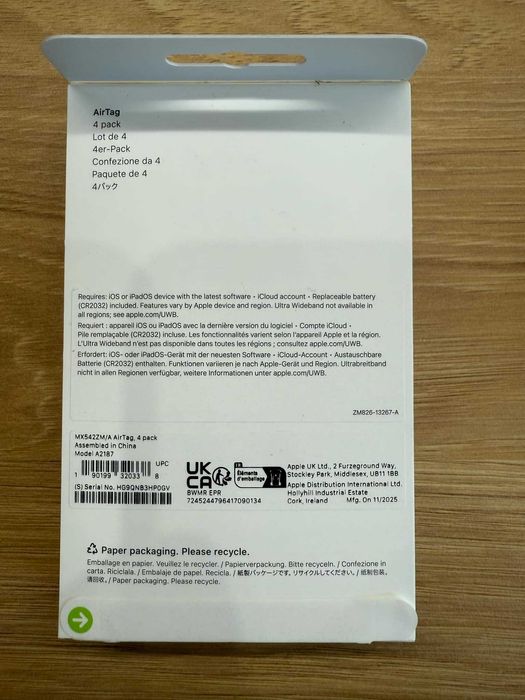 AirTag
4 pack
Lot de 4
4er-Pack
Confezione da 4
Paquete de 4
4パック
Requires: iOS or iPadOS device with the latest software • iCloud account • Replaceable battery
(CR2032) included. Features vary by Apple device and region. Ultra Wideband not available in
all regions; see apple.com/UWB.
Requiert : appareil iOS ou iPadOS avec la dernière version du logiciel • Compte iCloud •
Pile remplaçable (CR2032) incluse. Les fonctionnalités varient selon l'appareil Apple et la région.
L'Ultra Wideband n'est pas disponible dans toutes les régions ; consultez apple.com/UWB.
Erfordert: iOS- oder iPadOS-Gerät mit der neuesten Software • iCloud-Account • Austauschbare
Batterie (CR2032) enthalten. Funktionen variieren je nach Apple-Gerät und Region. Ultrabreitband
nicht in allen Regionen verfügbar, weitere Informationen unter apple.com/UWB.
ZM826-13267-A
MX542ZM/A AirTag, 4 pack
Assembled in China
Model A2187
UPC
1 90199 32033 8
(S) Serial No. HG9QNB3HP0GV
UK
CA
FR
Éléments
d'emballage
BWMR EPR
7245244796417090134
Apple UK Ltd., 2 Furzeground Way,
Stockley Park, Middlesex, UB11 1BB
Apple Distribution International Ltd.
Hollyhill Industrial Estate
Cork, Ireland Mfg. On 11/2025
Paper packaging. Please recycle.
Emballage en papier. Veuillez le recycler. / Papierverpackung. Bitte recyceln. / Confezione in
carta. Riciclala. / Embalaje de papel. Recicla. / 紙製パッケージです。リサイクルしてください。 / 纸制包装。
请回收。/ Paper packaging. Please recycle.